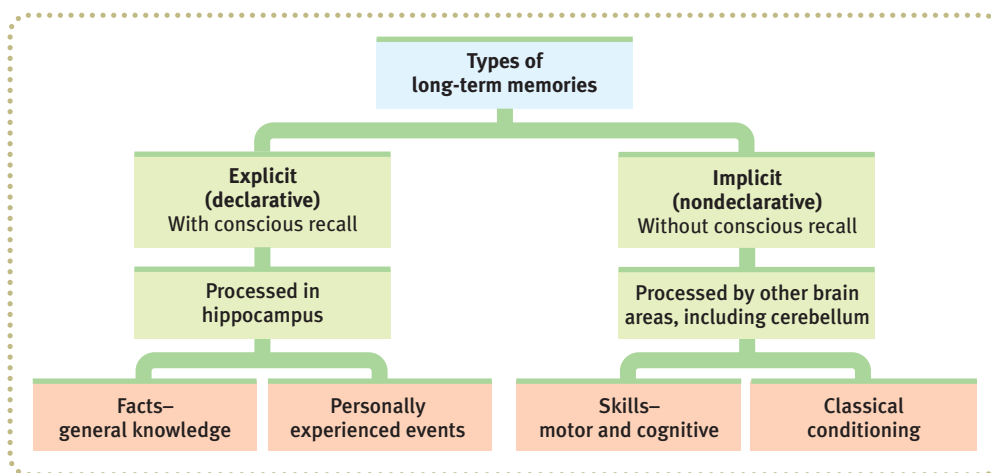 Types of
long-term memories
Explicit
(declarative)
With conscious recall
Implicit
(nondeclarative)
Without conscious recall
Processed in
hippocampus
Processed by other brain
areas, including cerebellum
Facts–
general knowledge
Personally
experienced events
Skills–
motor and cognitive
Classical
conditioning